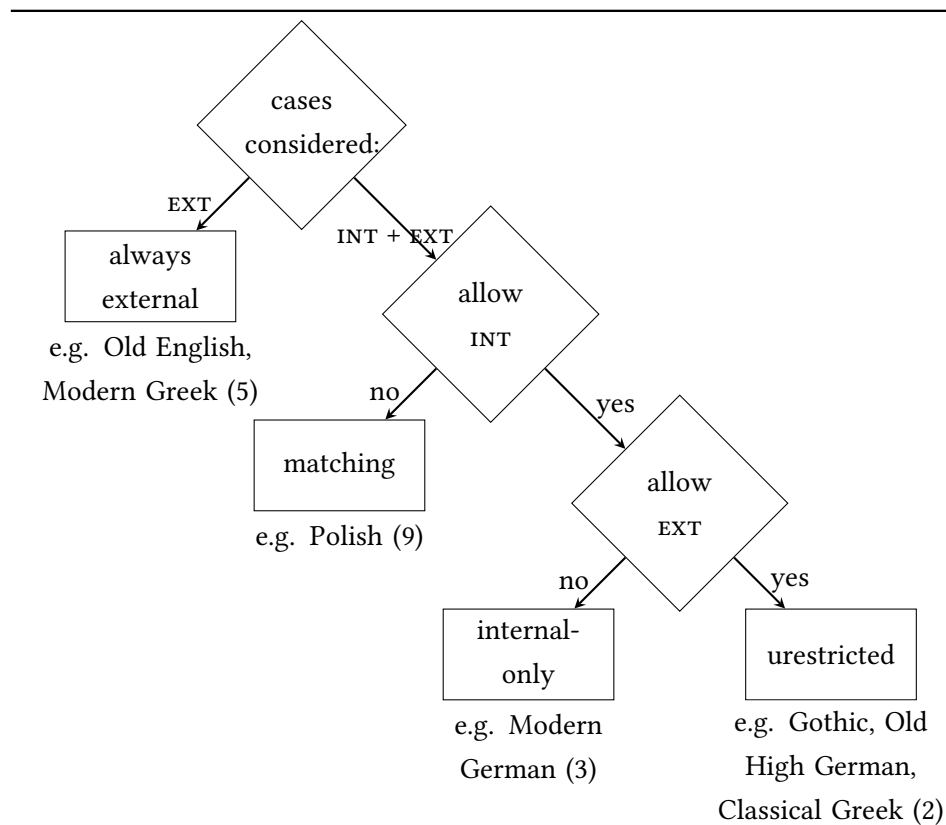 cases
considered:
EXT
INT + EXT
always
external
allow
INT
e.g. Old English,
Modern Greek (5)
no
yes
matching
allow
EXT
e.g. Polish (9)
no
yes
internal-
only
urestricted
e.g. Modern
German (3)
e.g. Gothic, Old
High German,
Classical Greek (2)